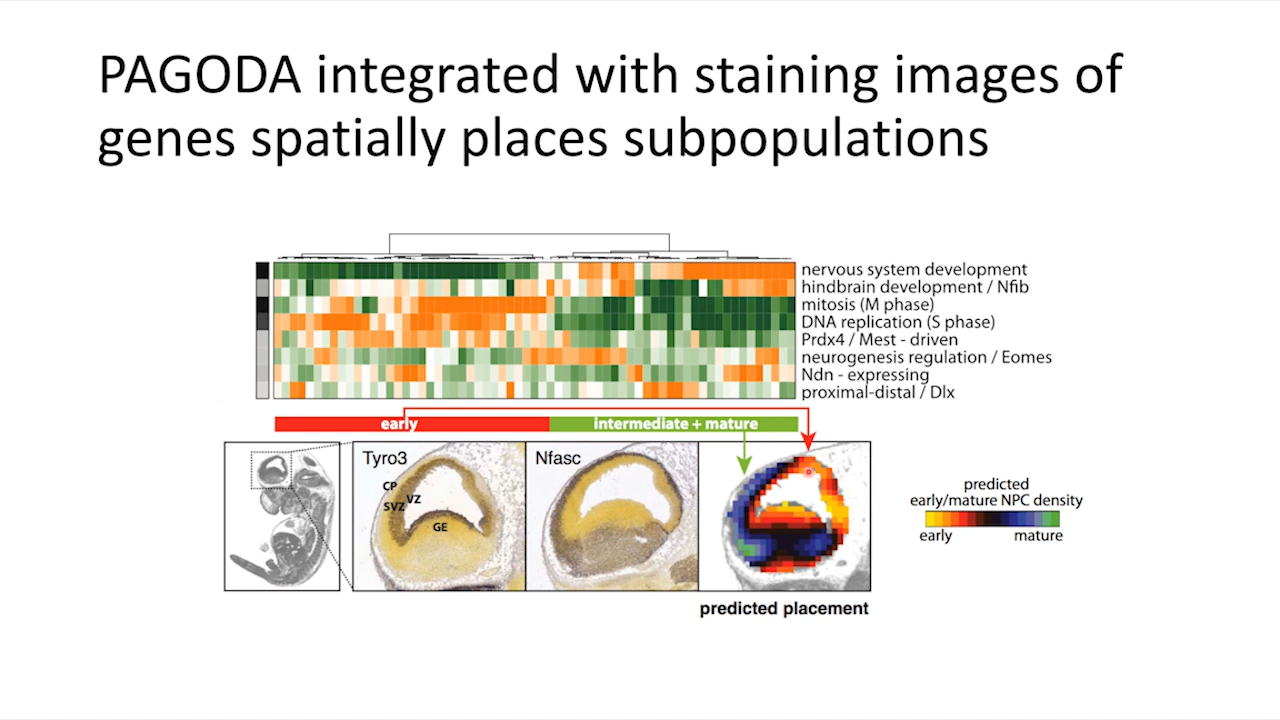 PAGODA integrated with staining images of
genes spatially places subpopulations
nervous system development
hindbrain development / Nfib
mitosis (M phase)
DNA replication (S phase)
Prdx4 / Mest - driven
neurogenesis regulation / Eomes
Ndn - expressing
proximal-distal / Dlx
early
intermediate + mature
Tyro3
CP
VZ
SVZ
GE
Nfasc
predicted
early/mature NPC density
early
mature
predicted placement